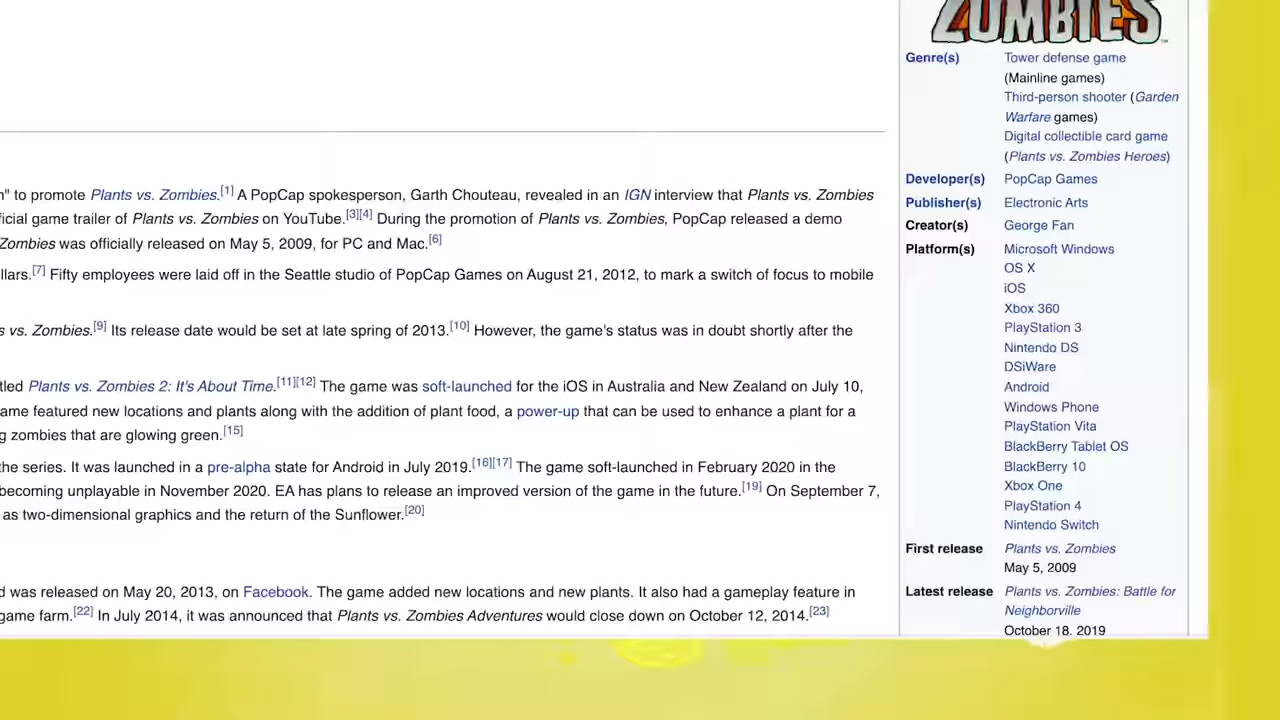 n" to promote Plants vs. Zombies.[1] A PopCap spokesperson, Garth Chouteau, revealed in an IGN interview that Plants vs. Zombies
ficial game trailer of Plants vs. Zombies on YouTube.[3][4] During the promotion of Plants vs. Zombies, PopCap released a demo
Zombies was officially released on May 5, 2009, for PC and Mac.[6]
llars.[7] Fifty employees were laid off in the Seattle studio of PopCap Games on August 21, 2012, to mark a switch of focus to mobile
s vs. Zombies.[9] Its release date would be set at late spring of 2013.[10] However, the game's status was in doubt shortly after the
tled Plants vs. Zombies 2: It's About Time.[11][12] The game was soft-launched for the iOS in Australia and New Zealand on July 10,
ame featured new locations and plants along with the addition of plant food, a power-up that can be used to enhance a plant for a
g zombies that are glowing green.[15]
the series. It was launched in a pre-alpha state for Android in July 2019.[16][17] The game soft-launched in February 2020 in the
becoming unplayable in November 2020. EA has plans to release an improved version of the game in the future.[19] On September 7,
as two-dimensional graphics and the return of the Sunflower.[20]
d was released on May 20, 2013, on Facebook. The game added new locations and new plants. It also had a gameplay feature in
game farm.[22] In July 2014, it was announced that Plants vs. Zombies Adventures would close down on October 12, 2014.[23]
ZOMBIES™
Genre(s) Tower defense game
(Mainline games)
Third-person shooter (Garden
Warfare games)
Digital collectible card game
(Plants vs. Zombies Heroes)
Developer(s) PopCap Games
Publisher(s) Electronic Arts
Creator(s) George Fan
Platform(s) Microsoft Windows
OS X
iOS
Xbox 360
PlayStation 3
Nintendo DS
DSiWare
Android
Windows Phone
PlayStation Vita
BlackBerry Tablet OS
BlackBerry 10
Xbox One
PlayStation 4
Nintendo Switch
First release Plants vs. Zombies
May 5, 2009
Latest release Plants vs. Zombies: Battle for
Neighborville
October 18, 2019